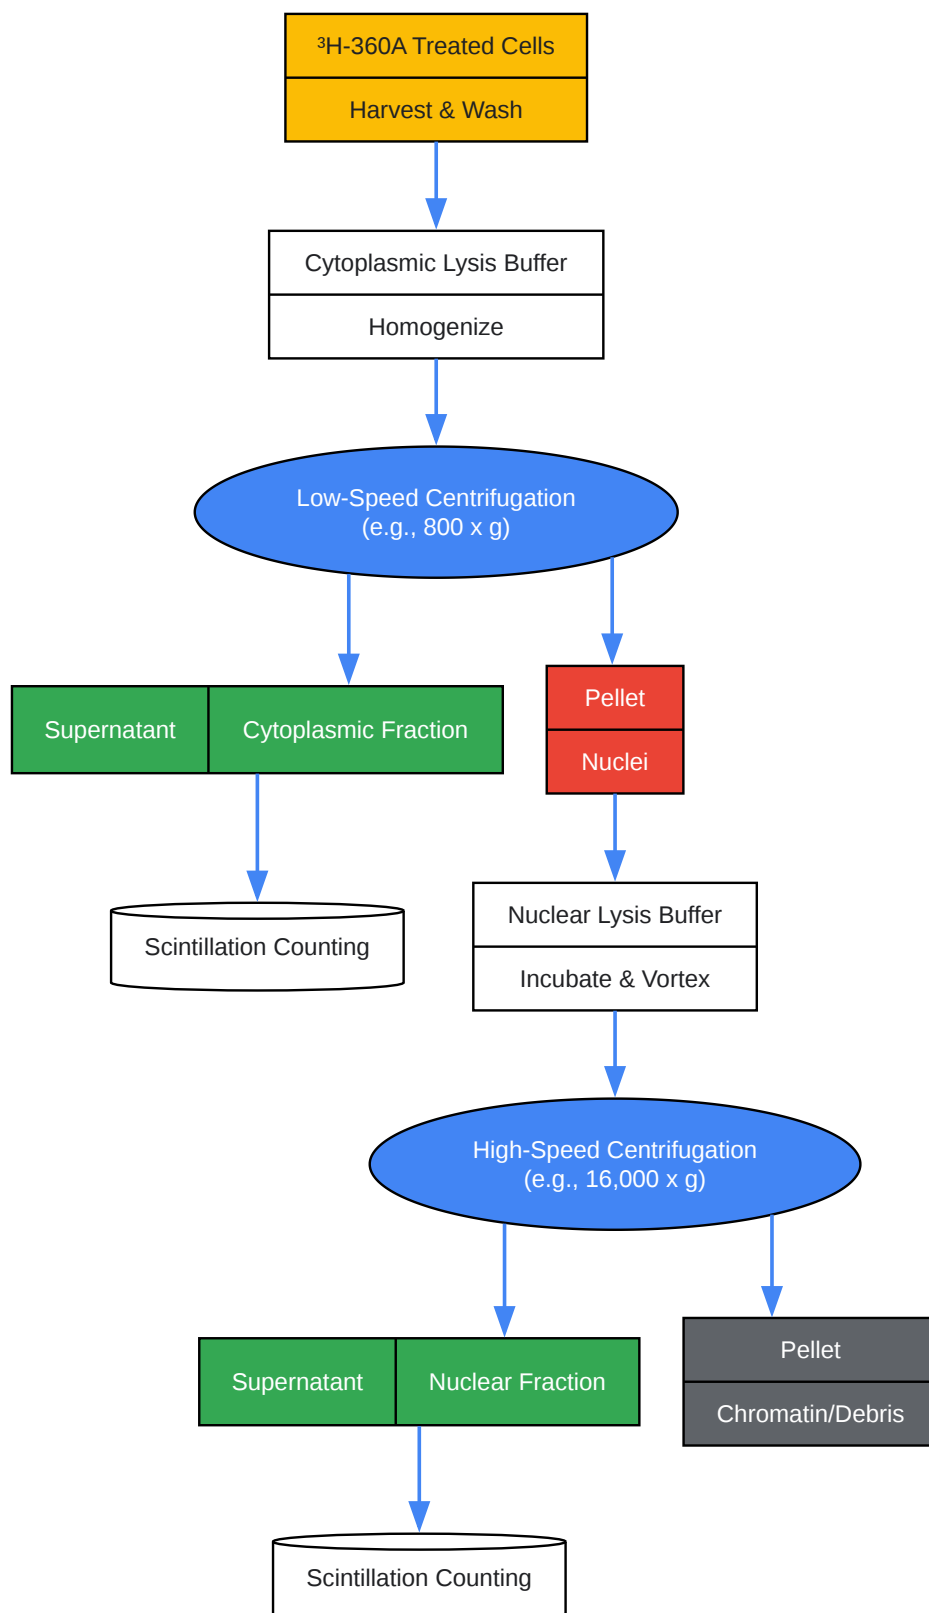 ³H-360A Treated Cells
Harvest & Wash
Cytoplasmic Lysis Buffer
Homogenize
Low-Speed Centrifugation
(e.g., 800 x g)
Supernatant
Cytoplasmic Fraction
Pellet
Nuclei
Scintillation Counting
Nuclear Lysis Buffer
Incubate & Vortex
High-Speed Centrifugation
(e.g., 16,000 x g)
Supernatant
Nuclear Fraction
Pellet
Chromatin/Debris
Scintillation Counting